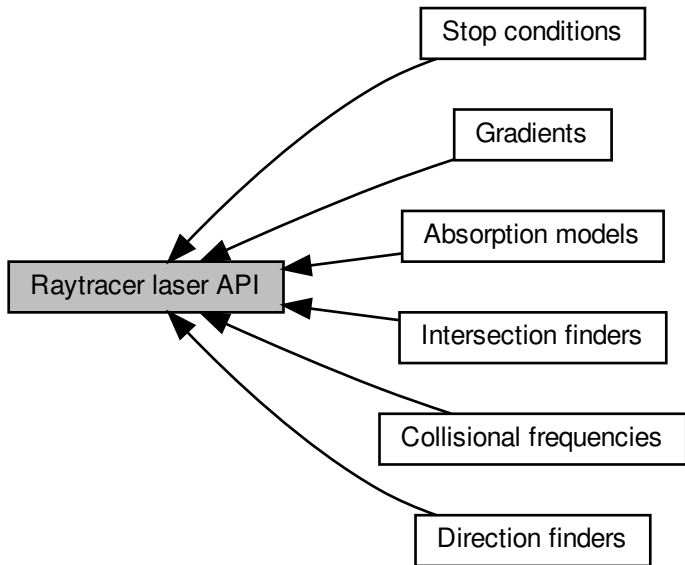 Stop conditions
Gradients
Absorption models
Raytracer laser API
Intersection finders
Collisional frequencies
Direction finders